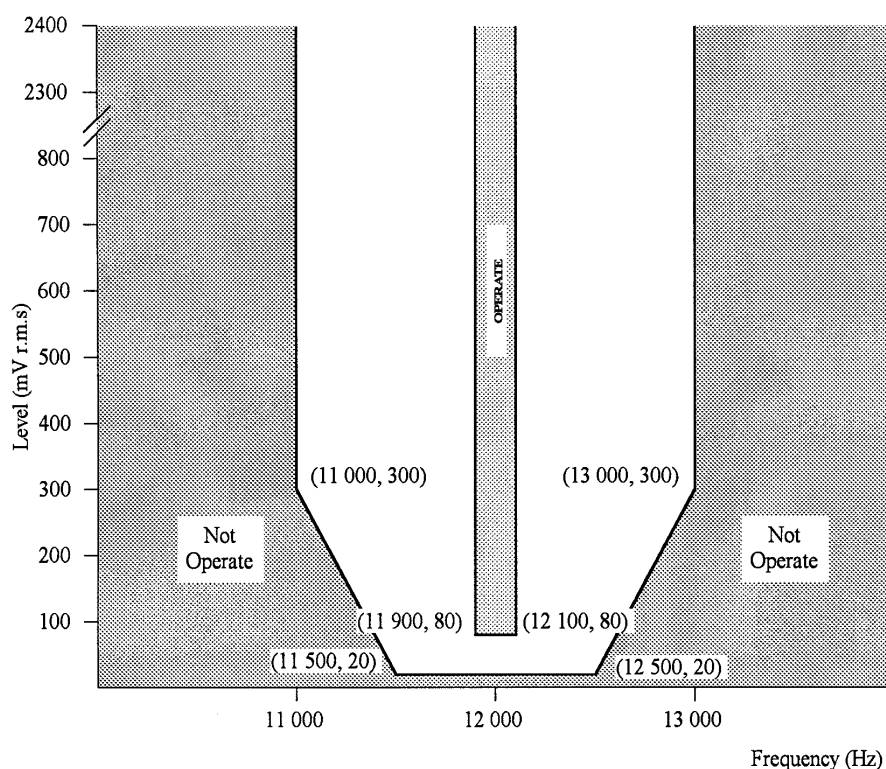 2400
2300
800
700
600
500
400
300
200
100
Level (mV r.m.s)
OPERATE
(11 000, 300)
(13 000, 300)
Not
Operate
Not
Operate
(11 900, 80)
(12 100, 80)
(11 500, 20)
(12 500, 20)
11 000
12 000
13 000
Frequency (Hz)